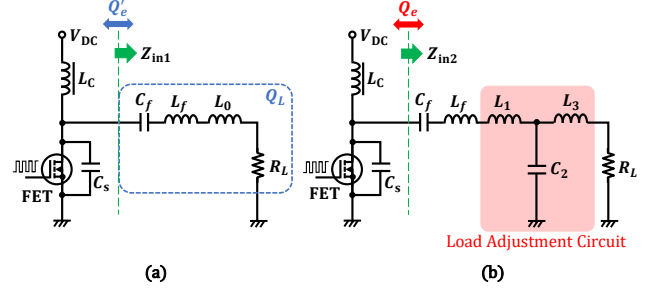 Q′e
VDC
Zin1
LC
Cf
Lf
L0
QL
RL
Cs
FET
(a)
Qe
VDC
Zin2
LC
Cf
Lf
L1
L3
C2
RL
Cs
FET
Load Adjustment Circuit
(b)